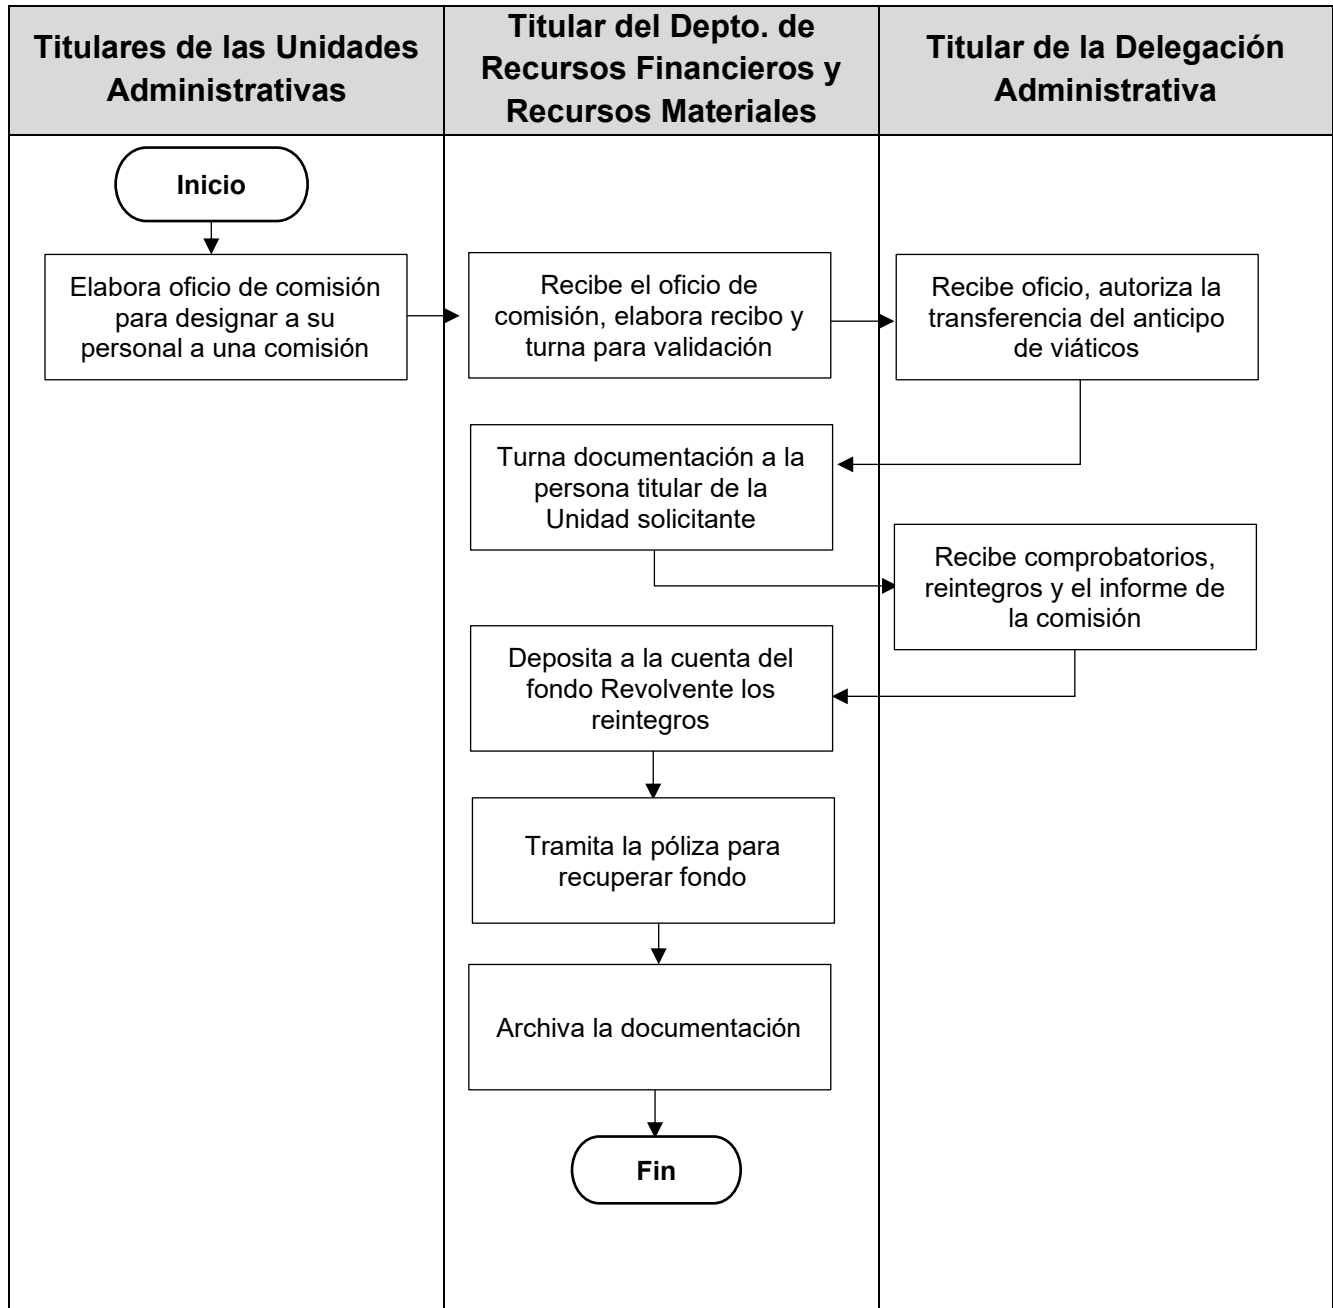 Titulares de las Unidades
Administrativas
Titular del Depto. de
Recursos Financieros y
Recursos Materiales
Titular de la Delegación
Administrativa
Inicio
Elabora oficio de comisión
para designar a su
personal a una comisión
Recibe el oficio de
comisión, elabora recibo y
turna para validación
Recibe oficio, autoriza la
transferencia del anticipo
de viáticos
Turna documentación a la
persona titular de la
Unidad solicitante
Recibe comprobatorios,
reintegros y el informe de
la comisión
Deposita a la cuenta del
fondo Revolvente los
reintegros
Tramita la póliza para
recuperar fondo
Archiva la documentación
Fin